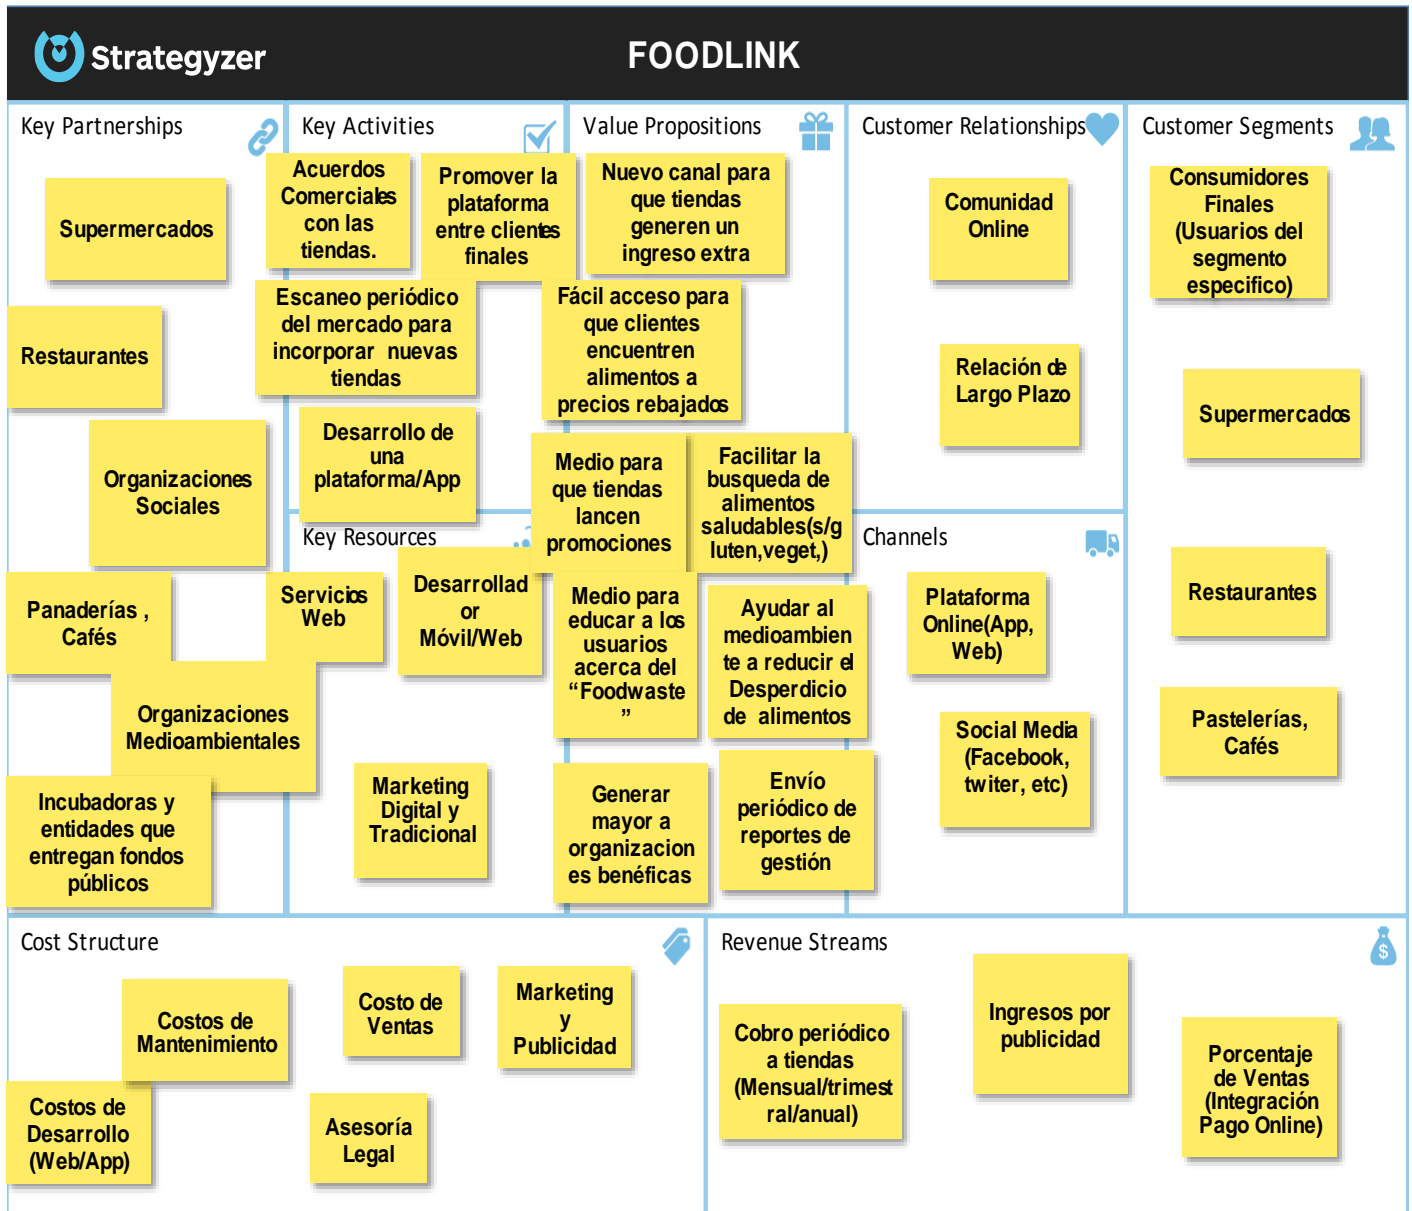 Strategyzer
FOODLINK
Key Partnerships
Supermercados
Restaurantes
Organizaciones
Sociales
Panaderías ,
Cafés
Organizaciones
Medioambientales
Incubadoras y
entidades que
entregan fondos
públicos
Key Activities
Acuerdos
Comerciales
con las
tiendas.
Promover la
plataforma
entre clientes
finales
Escaneo periódico
del mercado para
incorporar nuevas
tiendas
Desarrollo de
una
plataforma/App
Key Resources
Servicios
Web
Desarrollad
or
Móvil/Web
Marketing
Digital y
Tradicional
Value Propositions
Nuevo canal para
que tiendas
generen un
ingreso extra
Fácil acceso para
que clientes
encuentren
alimentos a
precios rebajados
Medio para
que tiendas
lancen
promociones
Facilitar la
busqueda de
alimentos
saludables(s/g
luten,veget,)
Medio para
educar a los
usuarios
acerca del
“Foodwaste
”
Ayudar al
medioambien
te a reducir el
Desperdicio
de alimentos
Generar
mayor a
organizacion
es benéficas
Envío
periódico de
reportes de
gestión
Customer Relationships
Comunidad
Online
Relación de
Largo Plazo
Channels
Plataforma
Online(App,
Web)
Social Media
(Facebook,
twiter, etc)
Customer Segments
Consumidores
Finales
(Usuarios del
segmento
especifico)
Supermercados
Restaurantes
Pastelerías,
Cafés
Cost Structure
Costos de
Mantenimiento
Costo de
Ventas
Marketing
y
Publicidad
Costos de
Desarrollo
(Web/App)
Asesoría
Legal
Revenue Streams
Cobro periódico
a tiendas
(Mensual/trimest
ral/anual)
Ingresos por
publicidad
Porcentaje
de Ventas
(Integración
Pago Online)
$